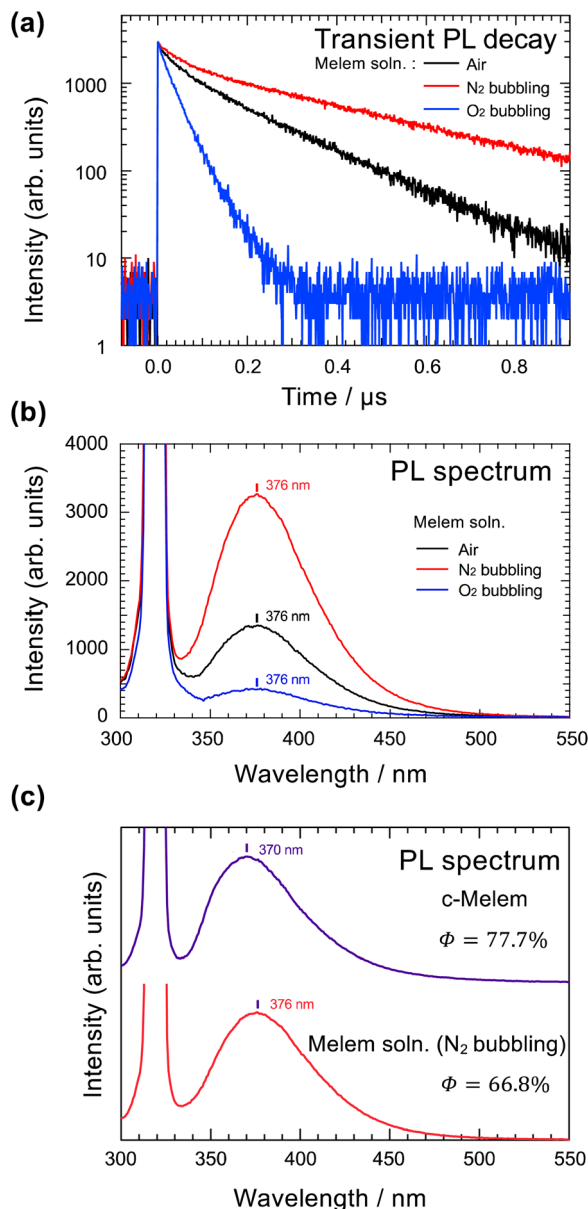 (a)
Transient PL decay
Melem soln. :
Air
N2 bubbling
O2 bubbling
1000
100
10
1
Intensity (arb. units)
0.0 0.2 0.4 0.6 0.8
Time / μs
(b)
4000
3000
2000
1000
0
Intensity (arb. units)
PL spectrum
376 nm
Melem soln.
Air
N2 bubbling
O2 bubbling
376 nm
376 nm
300 350 400 450 500 550
Wavelength / nm
(c)
370 nm
PL spectrum
c-Melem
Φ = 77.7%
Intensity (arb. units)
376 nm
Melem soln. (N2 bubbling)
Φ = 66.8%
300 350 400 450 500 550
Wavelength / nm